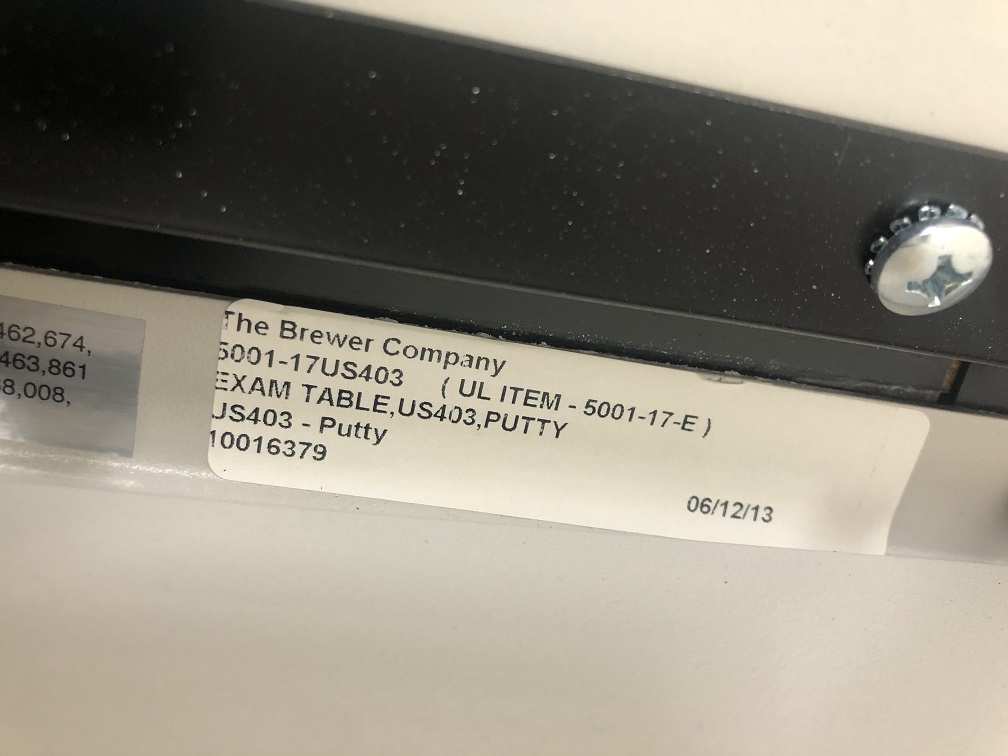 462,674,
463,861
8,008,
The Brewer Company
5001-17US403 ( UL ITEM - 5001-17-E )
EXAM TABLE,US403,PUTTY
US403 - Putty
10016379
06/12/13